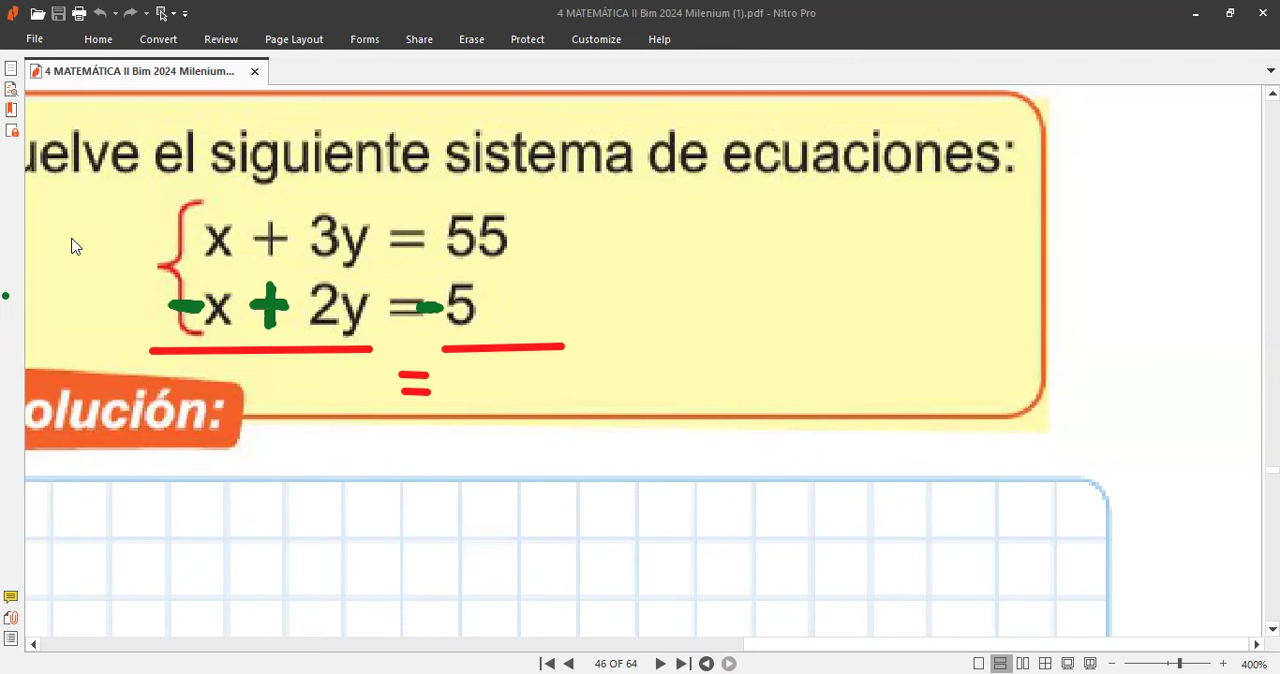 4 MATEMÁTICA II Bim 2024 Milenium (1).pdf - Nitro Pro
File Home Convert Review Page Layout Forms Share Erase Protect Customize Help
4 MATEMÁTICA II Bim 2024 Milenium...
uelve el siguiente sistema de ecuaciones:
x + 3y = 55
-x + 2y = -5
=
olución:
46 OF 64
400%